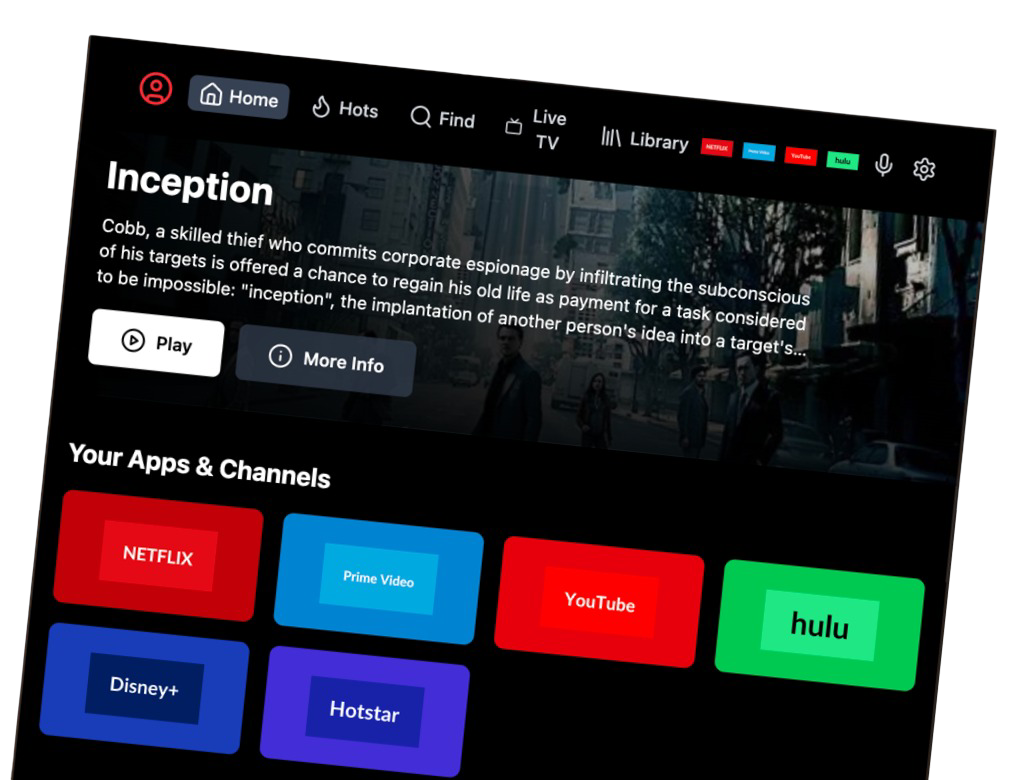 Home
Hots
Find
Live
TV
Library
NETFLIX
Prime Video
YouTube
hulu
Inception
Cobb, a skilled thief who commits corporate espionage by infiltrating the subconscious
of his targets is offered a chance to regain his old life as payment for a task considered
to be impossible: "inception", the implantation of another person's idea into a target's...
Play
More Info
Your Apps & Channels
NETFLIX
Prime Video
YouTube
hulu
Disney+
Hotstar